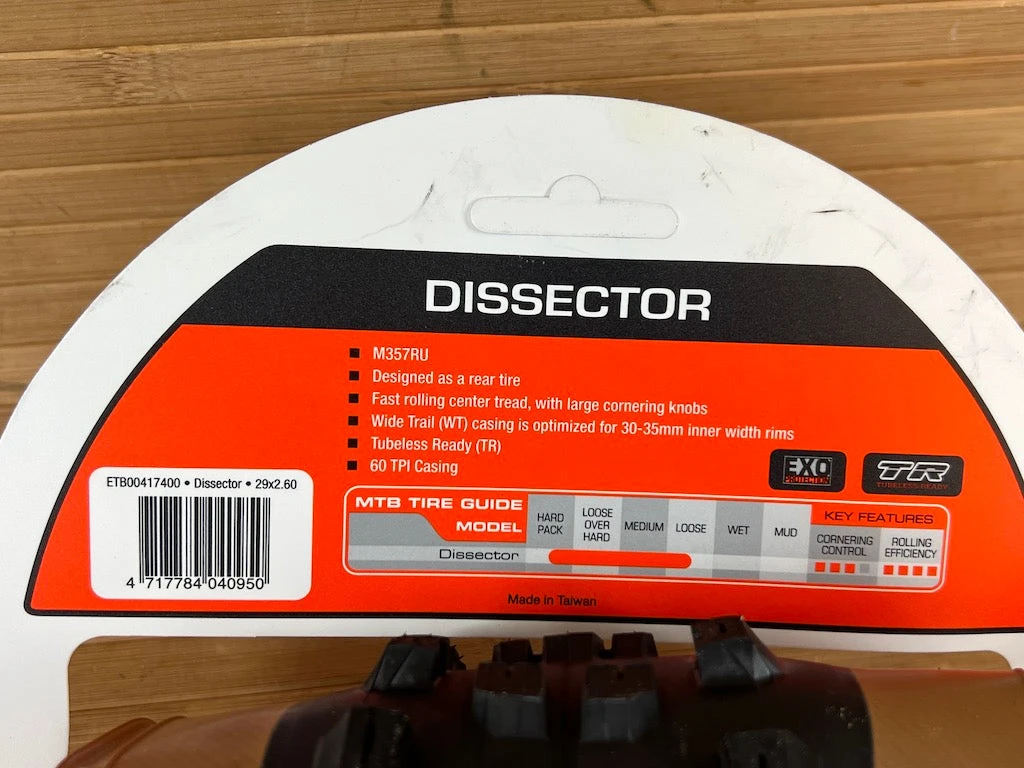 DISSECTOR
M357RU
Designed as a rear tire
Fast rolling center tread, with large cornering knobs
Wide Trail (WT) casing is optimized for 30-35mm inner width rims
Tubeless Ready (TR)
60 TPI Casing
EXO
PROTECTION
TR
TUBELESS READY
ETB00417400 • Dissector • 29x2.60
4 717784 040950
MTB TIRE GUIDE
MODEL
HARD
PACK
LOOSE
OVER
HARD
MEDIUM
LOOSE
WET
MUD
KEY FEATURES
CORNERING
CONTROL
ROLLING
EFFICIENCY
Dissector
Made in Taiwan